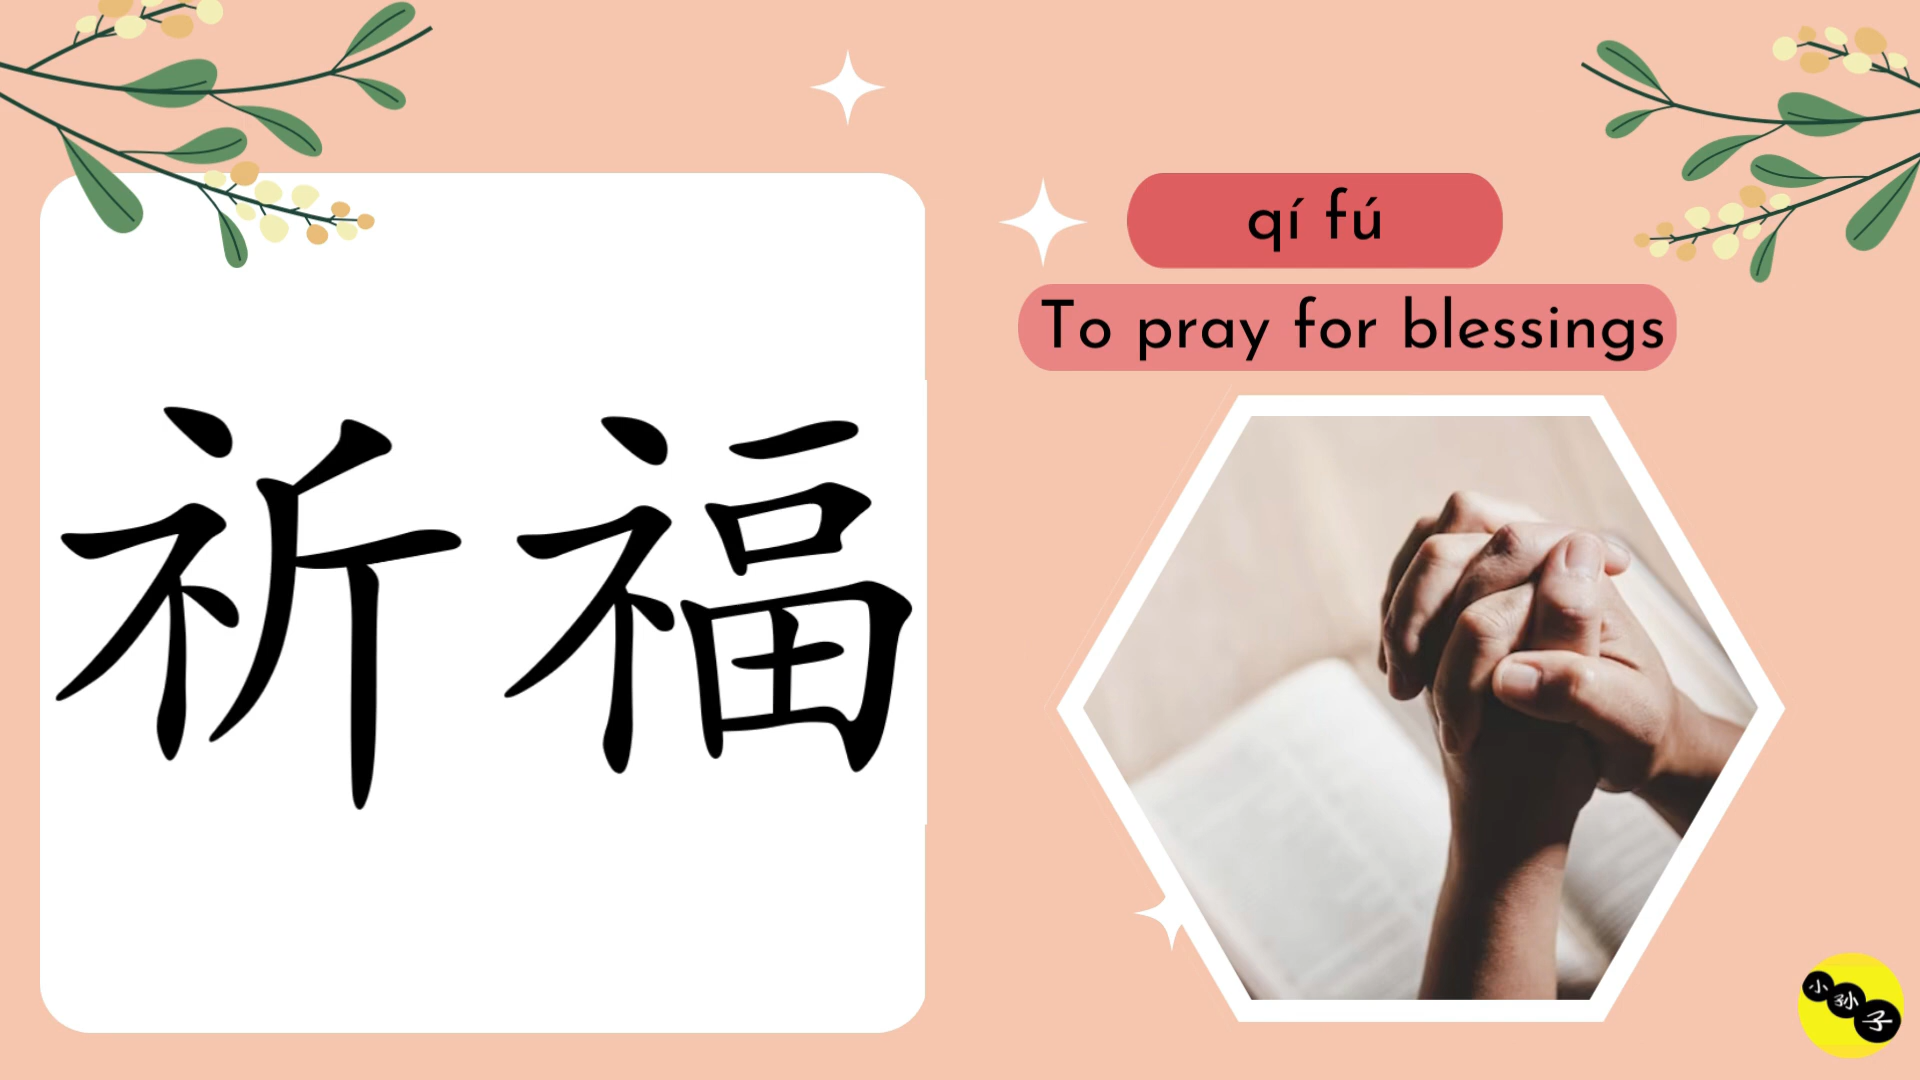 祈福
qí fú
To pray for blessings
小孙子